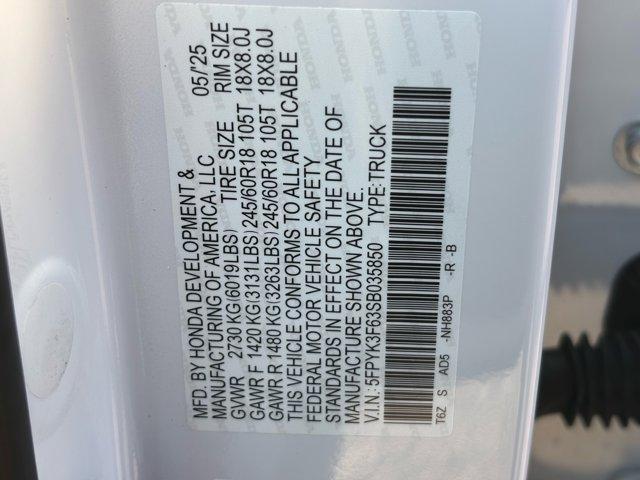 MFD. BY HONDA DEVELOPMENT &
MANUFACTURING OF AMERICA, LLC 05/'25
GVWR 2730 KG(6019LBS) TIRE SIZE RIM SIZE
GAWR F 1420 KG(3131LBS) 245/60R18 105T 18X8.0J
GAWR R 1480 KG(3263LBS) 245/60R18 105T 18X8.0J
THIS VEHICLE CONFORMS TO ALL APPLICABLE
FEDERAL MOTOR VEHICLE SAFETY
STANDARDS IN EFFECT ON THE DATE OF
MANUFACTURE SHOWN ABOVE.
V.I.N.: 5FPYK3F63SB035850 TYPE: TRUCK
T6Z S AD5 -NH883P -R -B